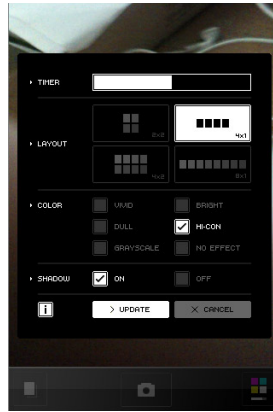 TIMER
2x2
4x1
LAYOUT
4x2
8x1
COLOR
VIVID
BRIGHT
DULL
HI-CON
GRAYSCALE
NO EFFECT
SHADOW
ON
OFF
i
> UPDATE
X CANCEL